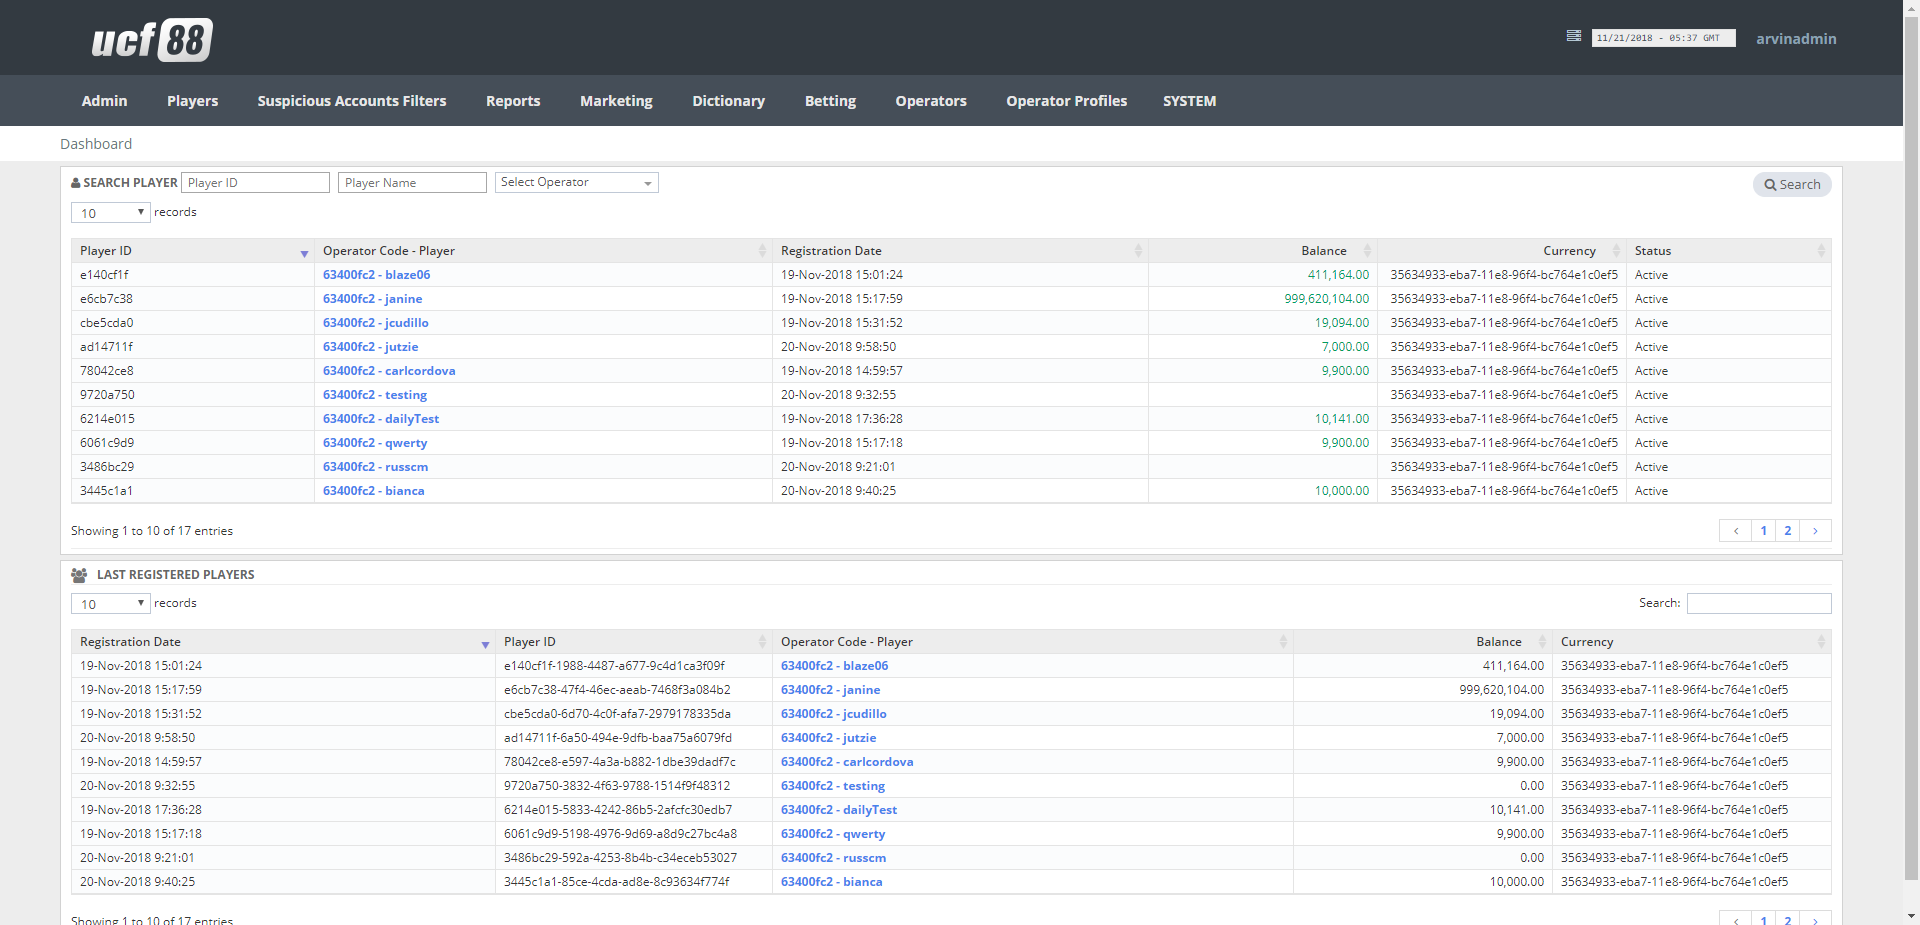 ucf 88
11/21/2018 - 05:37 GMT arvinadmin
Admin Players Suspicious Accounts Filters Reports Marketing Dictionary Betting Operators Operator Profiles SYSTEM
Dashboard
SEARCH PLAYER Player ID Player Name Select Operator Search
10 records
Player ID Operator Code - Player Registration Date Balance Currency Status
e140cf1f 63400fc2 - blaze06 19-Nov-2018 15:01:24 411,164.00 35634933-eba7-11e8-96f4-bc764e1c0ef5 Active
e6cb7c38 63400fc2 - janine 19-Nov-2018 15:17:59 999,620,104.00 35634933-eba7-11e8-96f4-bc764e1c0ef5 Active
cbe5cda0 63400fc2 - jcudillo 19-Nov-2018 15:31:52 19,094.00 35634933-eba7-11e8-96f4-bc764e1c0ef5 Active
ad14711f 63400fc2 - jutzie 20-Nov-2018 9:58:50 7,000.00 35634933-eba7-11e8-96f4-bc764e1c0ef5 Active
78042ce8 63400fc2 - carlcordova 19-Nov-2018 14:59:57 9,900.00 35634933-eba7-11e8-96f4-bc764e1c0ef5 Active
9720a750 63400fc2 - testing 20-Nov-2018 9:32:55 35634933-eba7-11e8-96f4-bc764e1c0ef5 Active
6214e015 63400fc2 - dailyTest 19-Nov-2018 17:36:28 10,141.00 35634933-eba7-11e8-96f4-bc764e1c0ef5 Active
6061c9d9 63400fc2 - qwerty 19-Nov-2018 15:17:18 9,900.00 35634933-eba7-11e8-96f4-bc764e1c0ef5 Active
3486bc29 63400fc2 - russcm 20-Nov-2018 9:21:01 35634933-eba7-11e8-96f4-bc764e1c0ef5 Active
3445c1a1 63400fc2 - bianca 20-Nov-2018 9:40:25 10,000.00 35634933-eba7-11e8-96f4-bc764e1c0ef5 Active
Showing 1 to 10 of 17 entries ‹ 1 2 ›
LAST REGISTERED PLAYERS
10 records Search:
Registration Date Player ID Operator Code - Player Balance Currency
19-Nov-2018 15:01:24 e140cf1f-1988-4487-a677-9c4d1ca3f09f 63400fc2 - blaze06 411,164.00 35634933-eba7-11e8-96f4-bc764e1c0ef5
19-Nov-2018 15:17:59 e6cb7c38-47f4-46ec-aeab-7468f3a084b2 63400fc2 - janine 999,620,104.00 35634933-eba7-11e8-96f4-bc764e1c0ef5
19-Nov-2018 15:31:52 cbe5cda0-6d70-4c0f-afa7-2979178335da 63400fc2 - jcudillo 19,094.00 35634933-eba7-11e8-96f4-bc764e1c0ef5
20-Nov-2018 9:58:50 ad14711f-6a50-494e-9dfb-baa75a6079fd 63400fc2 - jutzie 7,000.00 35634933-eba7-11e8-96f4-bc764e1c0ef5
19-Nov-2018 14:59:57 78042ce8-e597-4a3a-b882-1dbe39dadf7c 63400fc2 - carlcordova 9,900.00 35634933-eba7-11e8-96f4-bc764e1c0ef5
20-Nov-2018 9:32:55 9720a750-3832-4f63-9788-1514f9f48312 63400fc2 - testing 0.00 35634933-eba7-11e8-96f4-bc764e1c0ef5
19-Nov-2018 17:36:28 6214e015-5833-4242-86b5-2afcfc30edb7 63400fc2 - dailyTest 10,141.00 35634933-eba7-11e8-96f4-bc764e1c0ef5
19-Nov-2018 15:17:18 6061c9d9-5198-4976-9d69-a8d9c27bc4a8 63400fc2 - qwerty 9,900.00 35634933-eba7-11e8-96f4-bc764e1c0ef5
20-Nov-2018 9:21:01 3486bc29-592a-4253-8b4b-c34eceb53027 63400fc2 - russcm 0.00 35634933-eba7-11e8-96f4-bc764e1c0ef5
20-Nov-2018 9:40:25 3445c1a1-85ce-4cda-ad8e-8c93634f774f 63400fc2 - bianca 10,000.00 35634933-eba7-11e8-96f4-bc764e1c0ef5
Showing 1 to 10 of 17 entries ‹ 1 2 ›